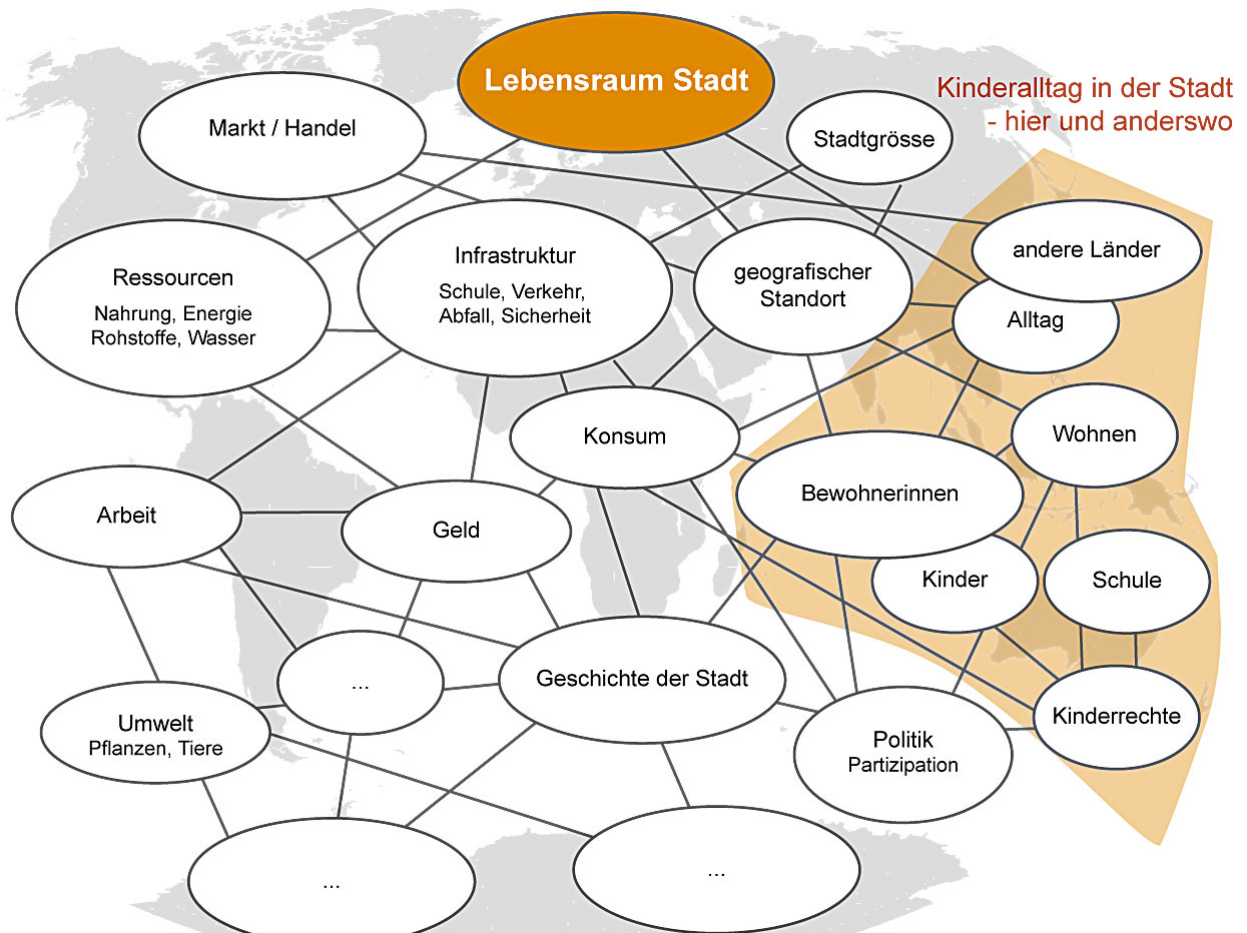 Lebensraum Stadt
Kinderalltag in der Stadt
- hier und anderswo
Markt / Handel
Stadtgrösse
andere Länder
Ressourcen
Nahrung, Energie
Rohstoffe, Wasser
Infrastruktur
Schule, Verkehr,
Abfall, Sicherheit
geografischer
Standort
Alltag
Konsum
Wohnen
Bewohnerinnen
Arbeit
Geld
Kinder
Schule
...
Geschichte der Stadt
Umwelt
Pflanzen, Tiere
Politik
Partizipation
Kinderrechte
...
...